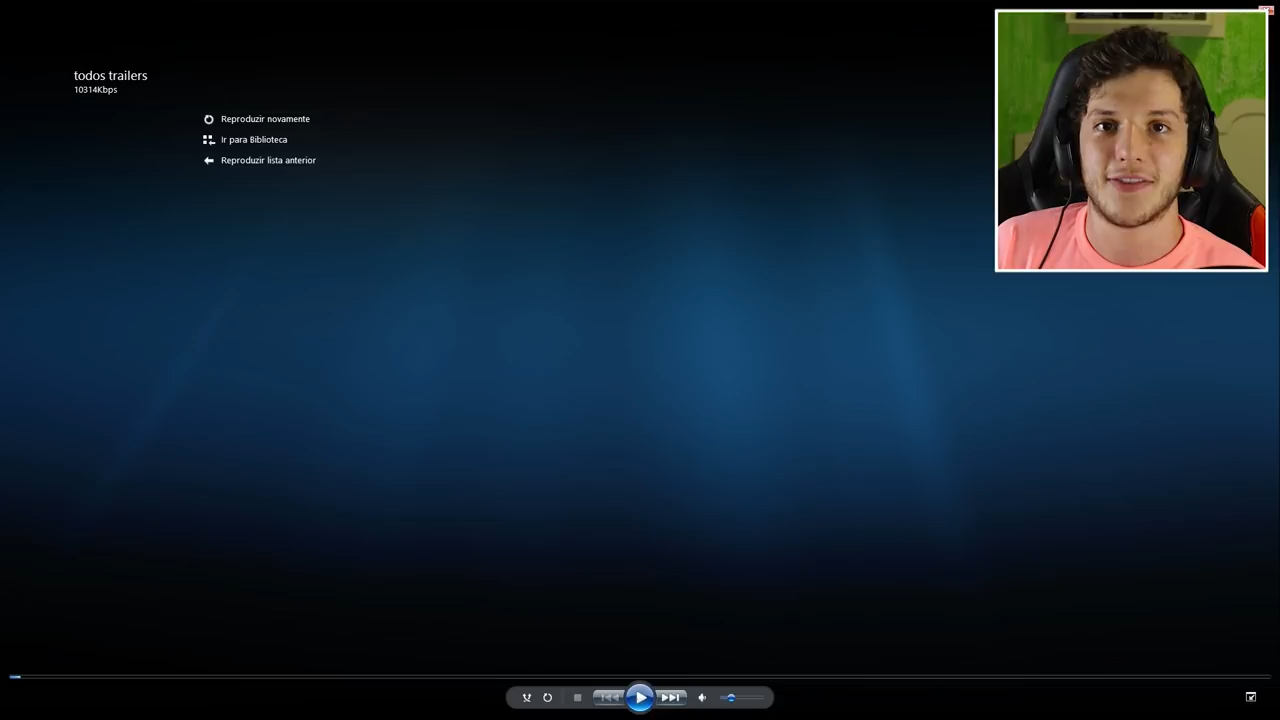 todos trailers
10314Kbps
Reproduzir novamente
Ir para Biblioteca
Reproduzir lista anterior